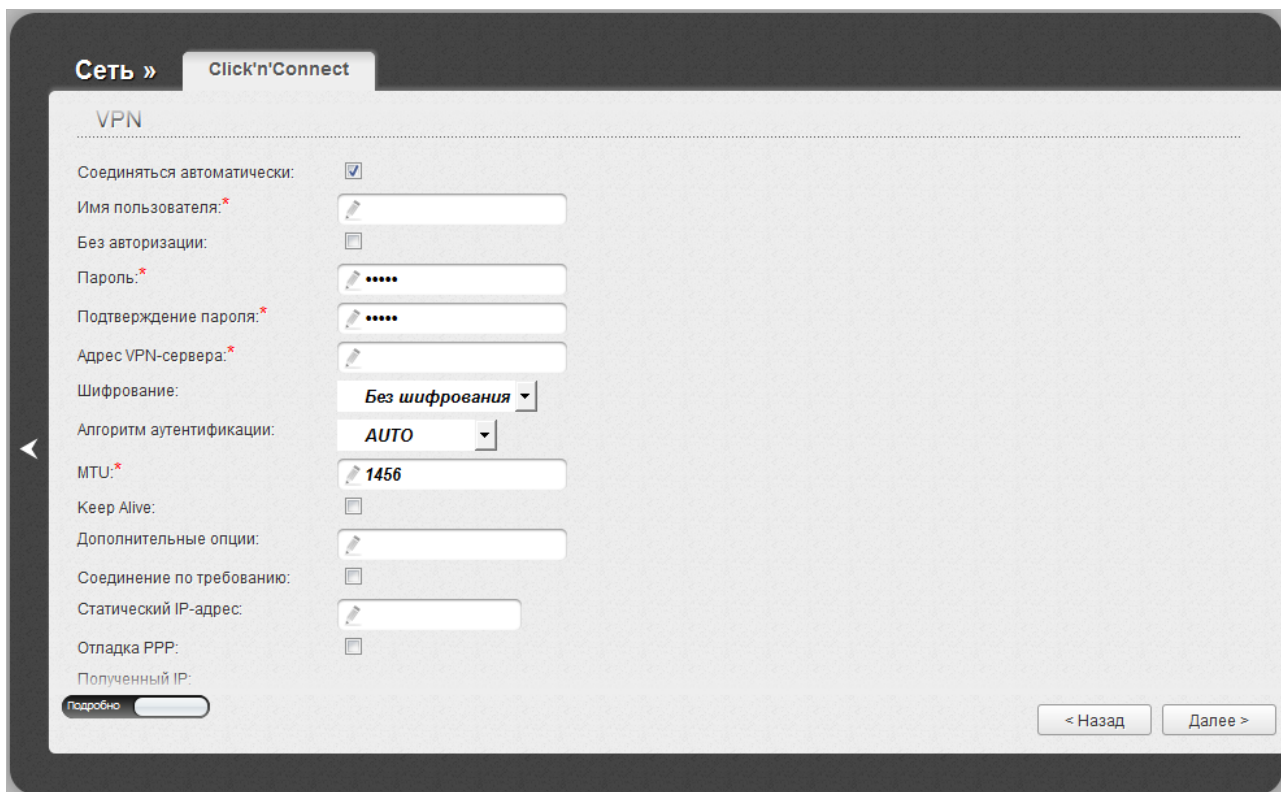 Сеть »
Click'n'Connect
VPN
Соединяться автоматически:
Имя пользователя:*
Без авторизации:
Пароль:* •••••
Подтверждение пароля:* •••••
Адрес VPN-сервера:*
Шифрование: Без шифрования
Алгоритм аутентификации: AUTO
MTU:* 1456
Keep Alive:
Дополнительные опции:
Соединение по требованию:
Статический IP-адрес:
Отладка PPP:
Полученный IP:
Подробно
< Назад
Далее >